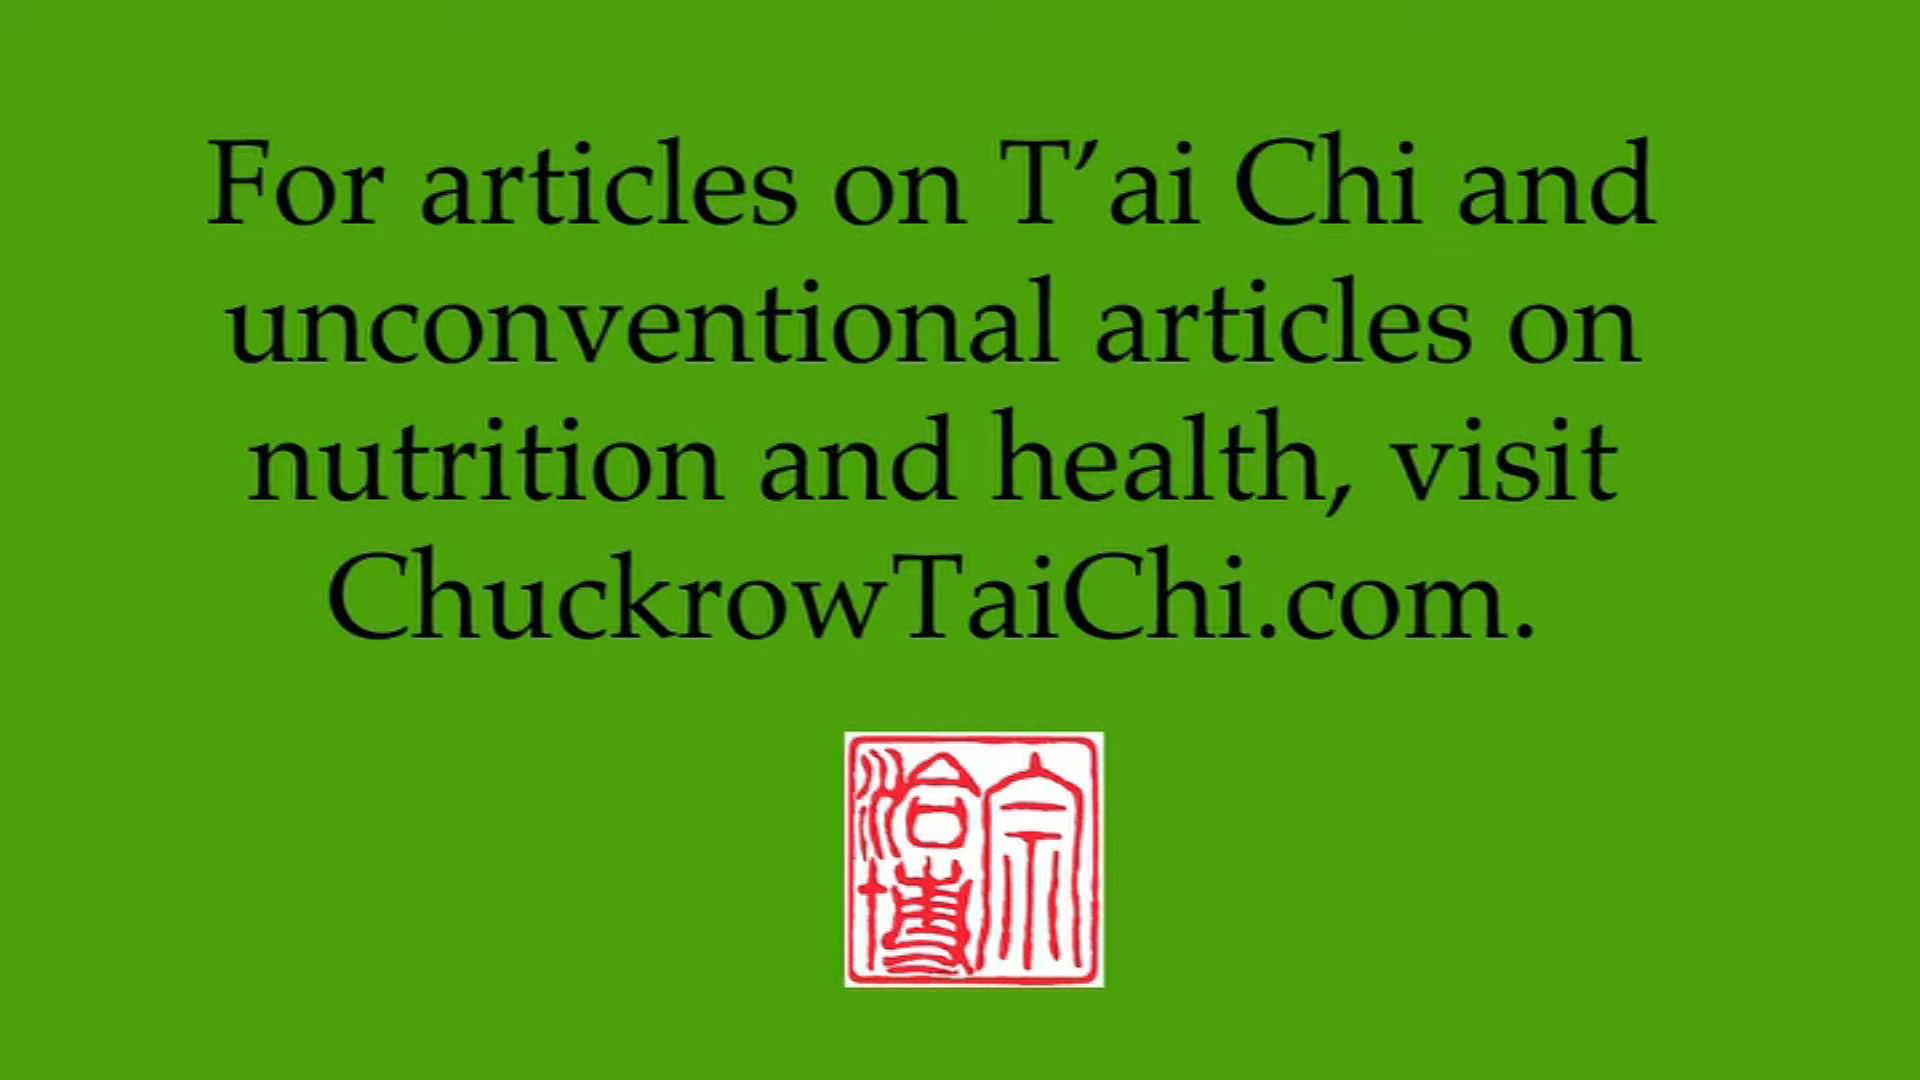 For articles on T’ai Chi and
unconventional articles on
nutrition and health, visit
ChuckrowTaiChi.com.